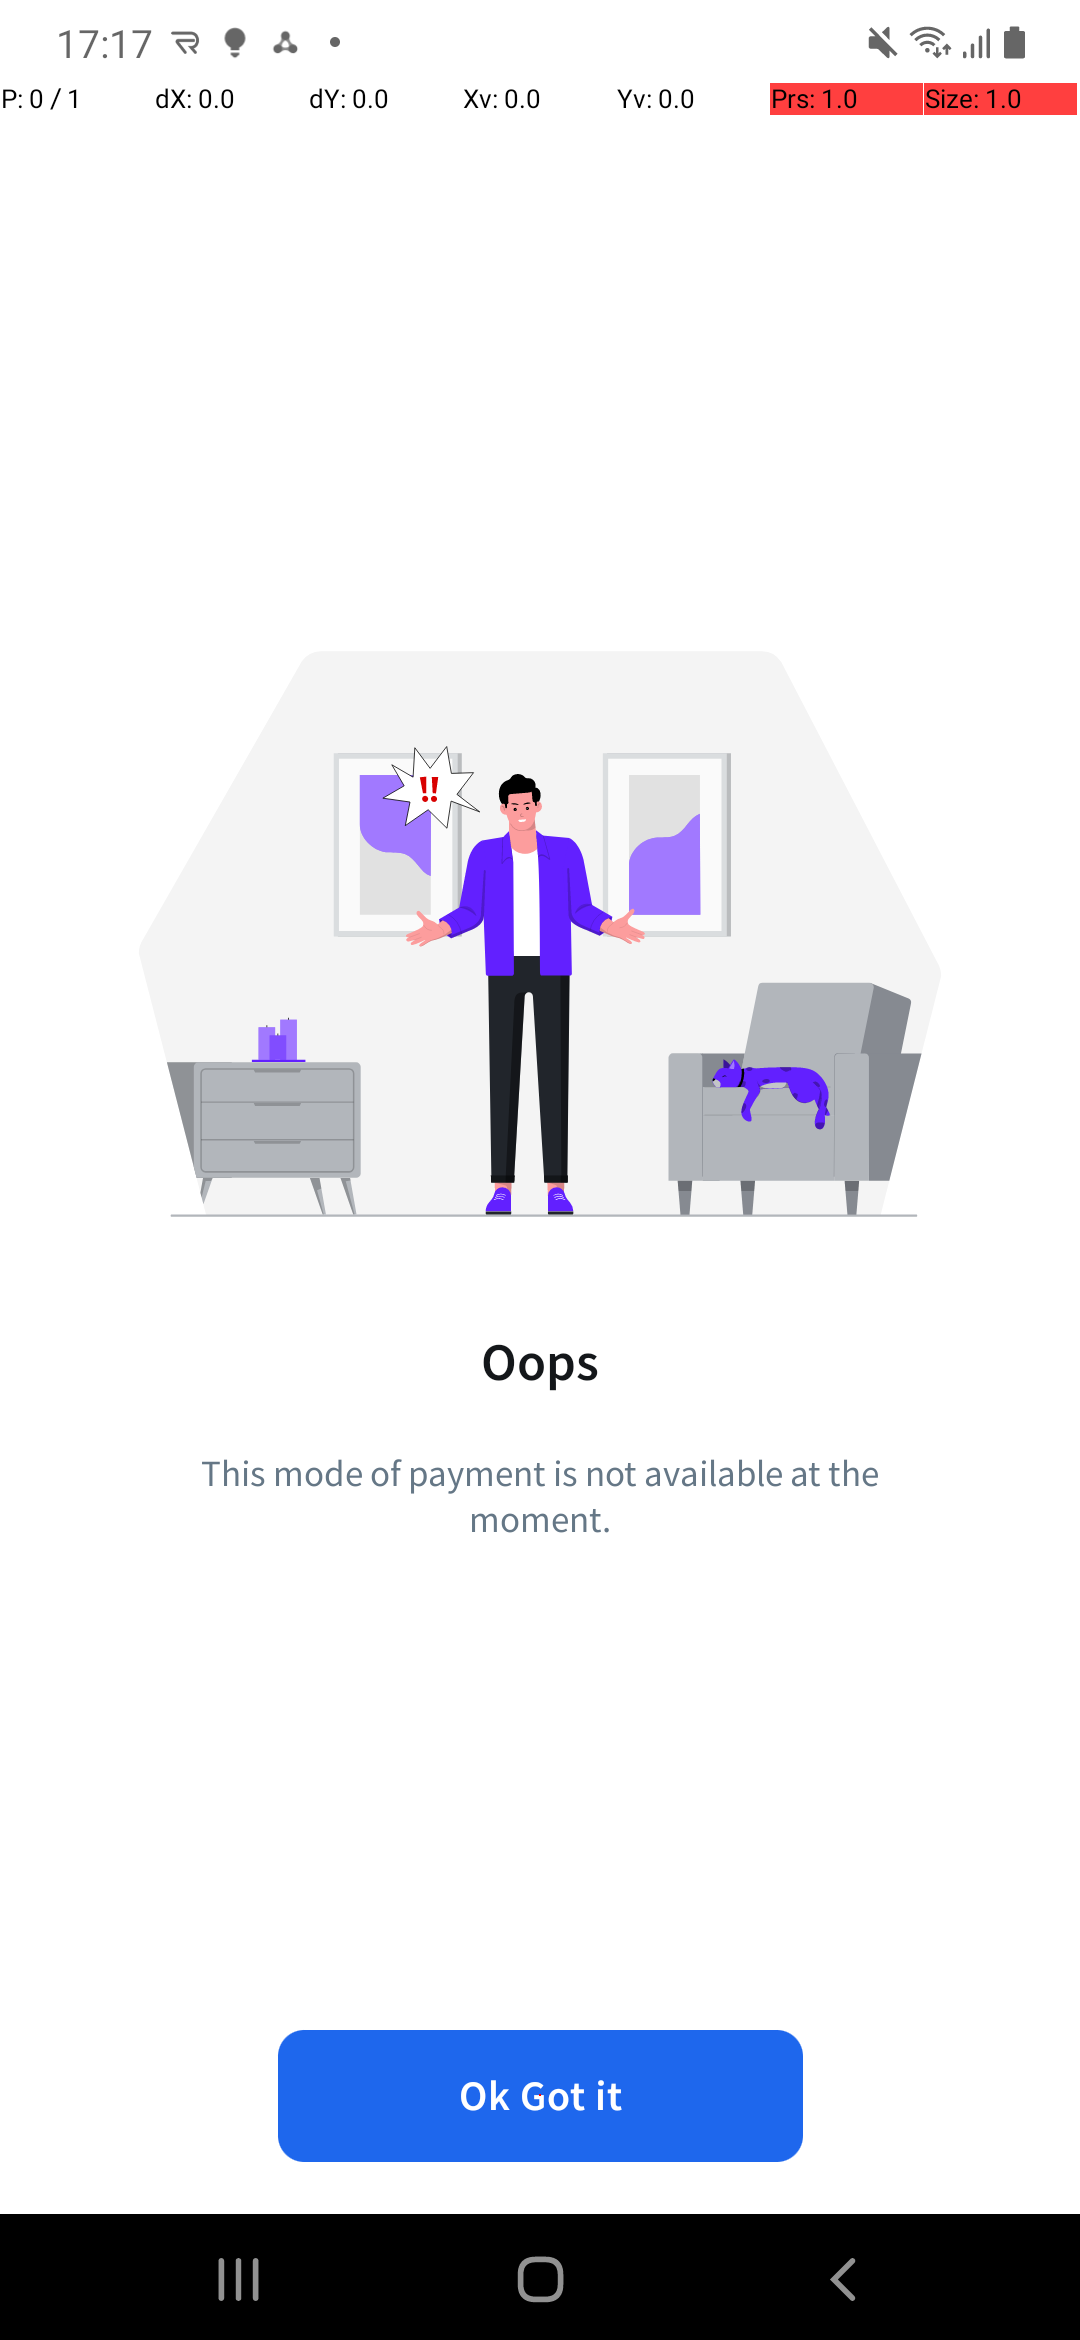 17:17
P: 0 / 1 dX: 0.0 dY: 0.0 Xv: 0.0 Yv: 0.0 Prs: 1.0 Size: 1.0
!!
Oops
This mode of payment is not available at the
moment.
Ok Got it